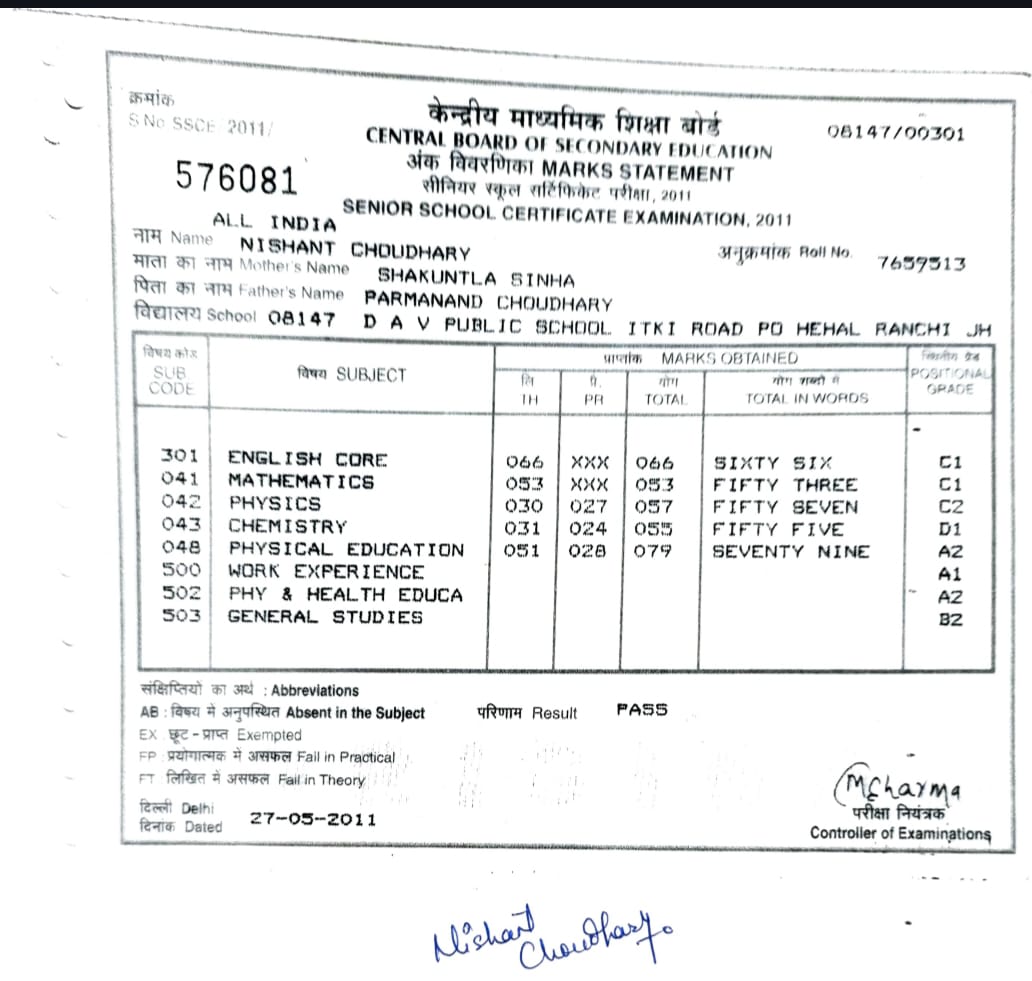 क्रमांक
S.No. SSCE/2011/
576081
केन्द्रीय माध्यमिक शिक्षा बोर्ड
08147/00301
CENTRAL BOARD OF SECONDARY EDUCATION
अंक विवरणिका MARKS STATEMENT
सीनियर स्कूल सर्टिफिकेट परीक्षा, 2011
SENIOR SCHOOL CERTIFICATE EXAMINATION, 2011
ALL INDIA
नाम Name NISHANT CHOUDHARY अनुक्रमांक Roll No. 7659513
माता का नाम Mother's Name SHAKUNTLA SINHA
पिता का नाम Father's Name PARMANAND CHOUDHARY
विद्यालय School 08147 D A V PUBLIC SCHOOL ITKI ROAD PO HEHAL RANCHI JH
विषय कोड SUB CODE
विषय SUBJECT
प्राप्तांक MARKS OBTAINED
लि TH
प्रे. PR
योग TOTAL
योग शब्दों में TOTAL IN WORDS
POSITIONAL GRADE
301 ENGLISH CORE 066 XXX 066 SIXTY SIX C1
041 MATHEMATICS 053 XXX 053 FIFTY THREE C1
042 PHYSICS 030 027 057 FIFTY SEVEN C2
043 CHEMISTRY 031 024 055 FIFTY FIVE D1
048 PHYSICAL EDUCATION 051 028 079 SEVENTY NINE A2
500 WORK EXPERIENCE A1
502 PHY & HEALTH EDUCA A2
503 GENERAL STUDIES B2
संक्षिप्तियों का अर्थ : Abbreviations
AB : विषय में अनुपस्थित Absent in the Subject परिणाम Result PASS
EX : छूट - प्राप्त Exempted
FP : प्रयोगात्मक में असफल Fail in Practical
FT : लिखित में असफल Fail in Theory
MCharma
दिल्ली Delhi
दिनांक Dated 27-05-2011
परीक्षा नियंत्रक
Controller of Examinations
Nishant
Choudhary.